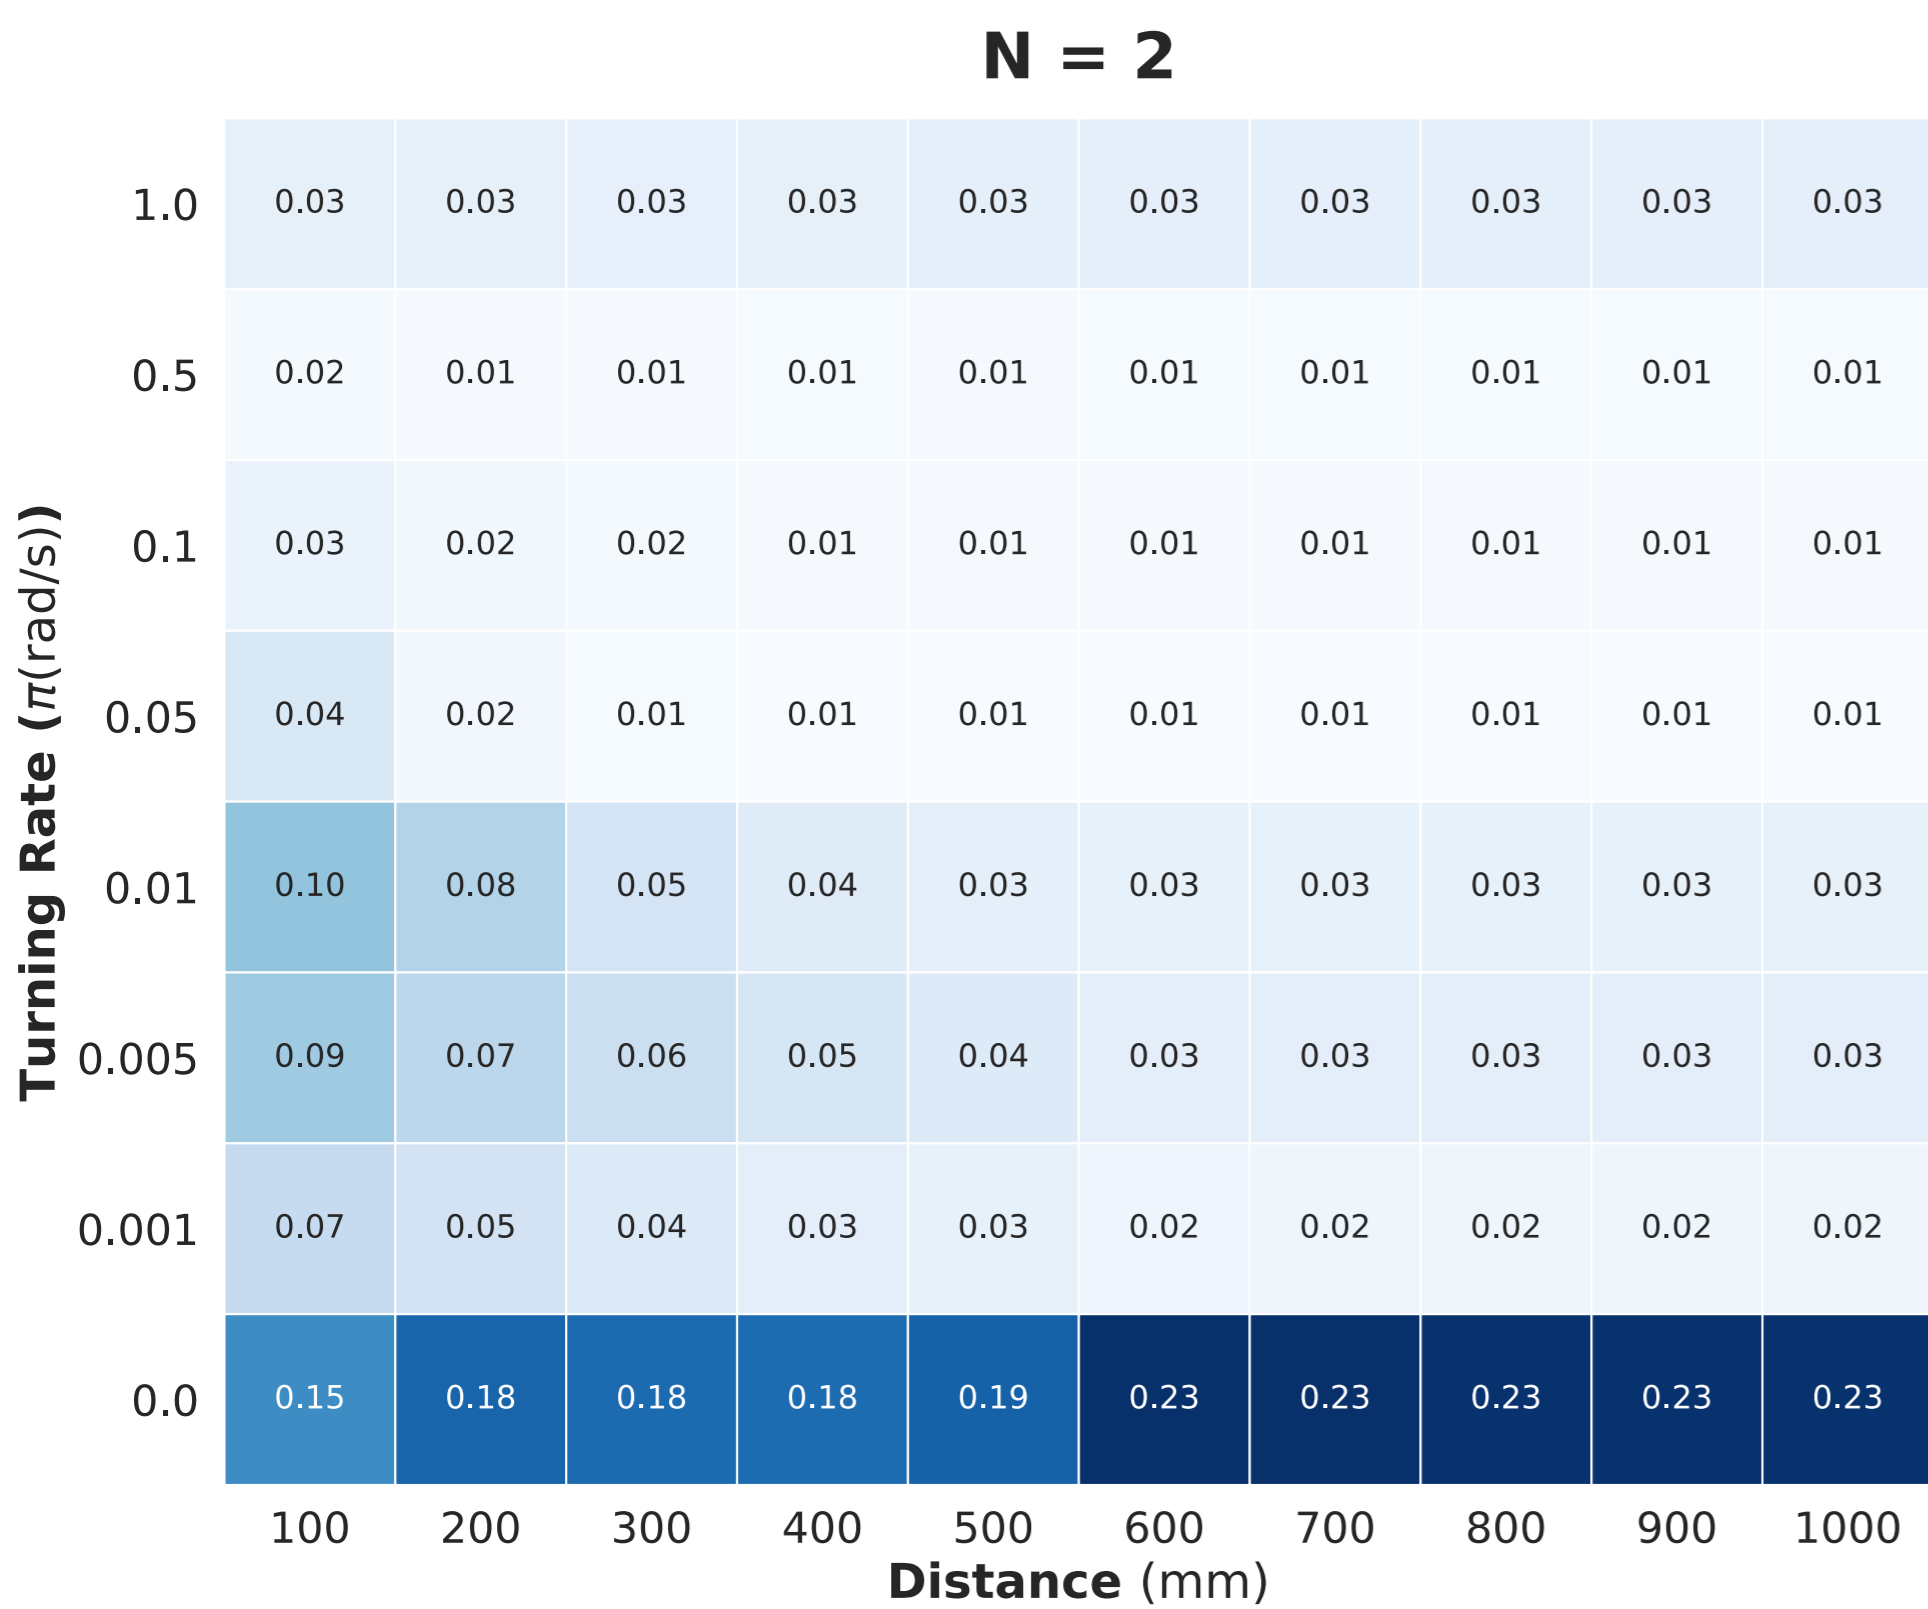 N = 2
Turning Rate (π(rad/s))
1.0 0.03 0.03 0.03 0.03 0.03 0.03 0.03 0.03 0.03 0.03
0.5 0.02 0.01 0.01 0.01 0.01 0.01 0.01 0.01 0.01 0.01
0.1 0.03 0.02 0.02 0.01 0.01 0.01 0.01 0.01 0.01 0.01
0.05 0.04 0.02 0.01 0.01 0.01 0.01 0.01 0.01 0.01 0.01
0.01 0.10 0.08 0.05 0.04 0.03 0.03 0.03 0.03 0.03 0.03
0.005 0.09 0.07 0.06 0.05 0.04 0.03 0.03 0.03 0.03 0.03
0.001 0.07 0.05 0.04 0.03 0.03 0.02 0.02 0.02 0.02 0.02
0.0 0.15 0.18 0.18 0.18 0.19 0.23 0.23 0.23 0.23 0.23
100 200 300 400 500 600 700 800 900 1000
Distance (mm)